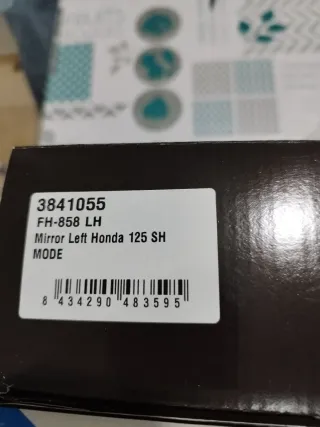 3841055
FH-858 LH
Mirror Left Honda 125 SH
MODE
8 434290 483595